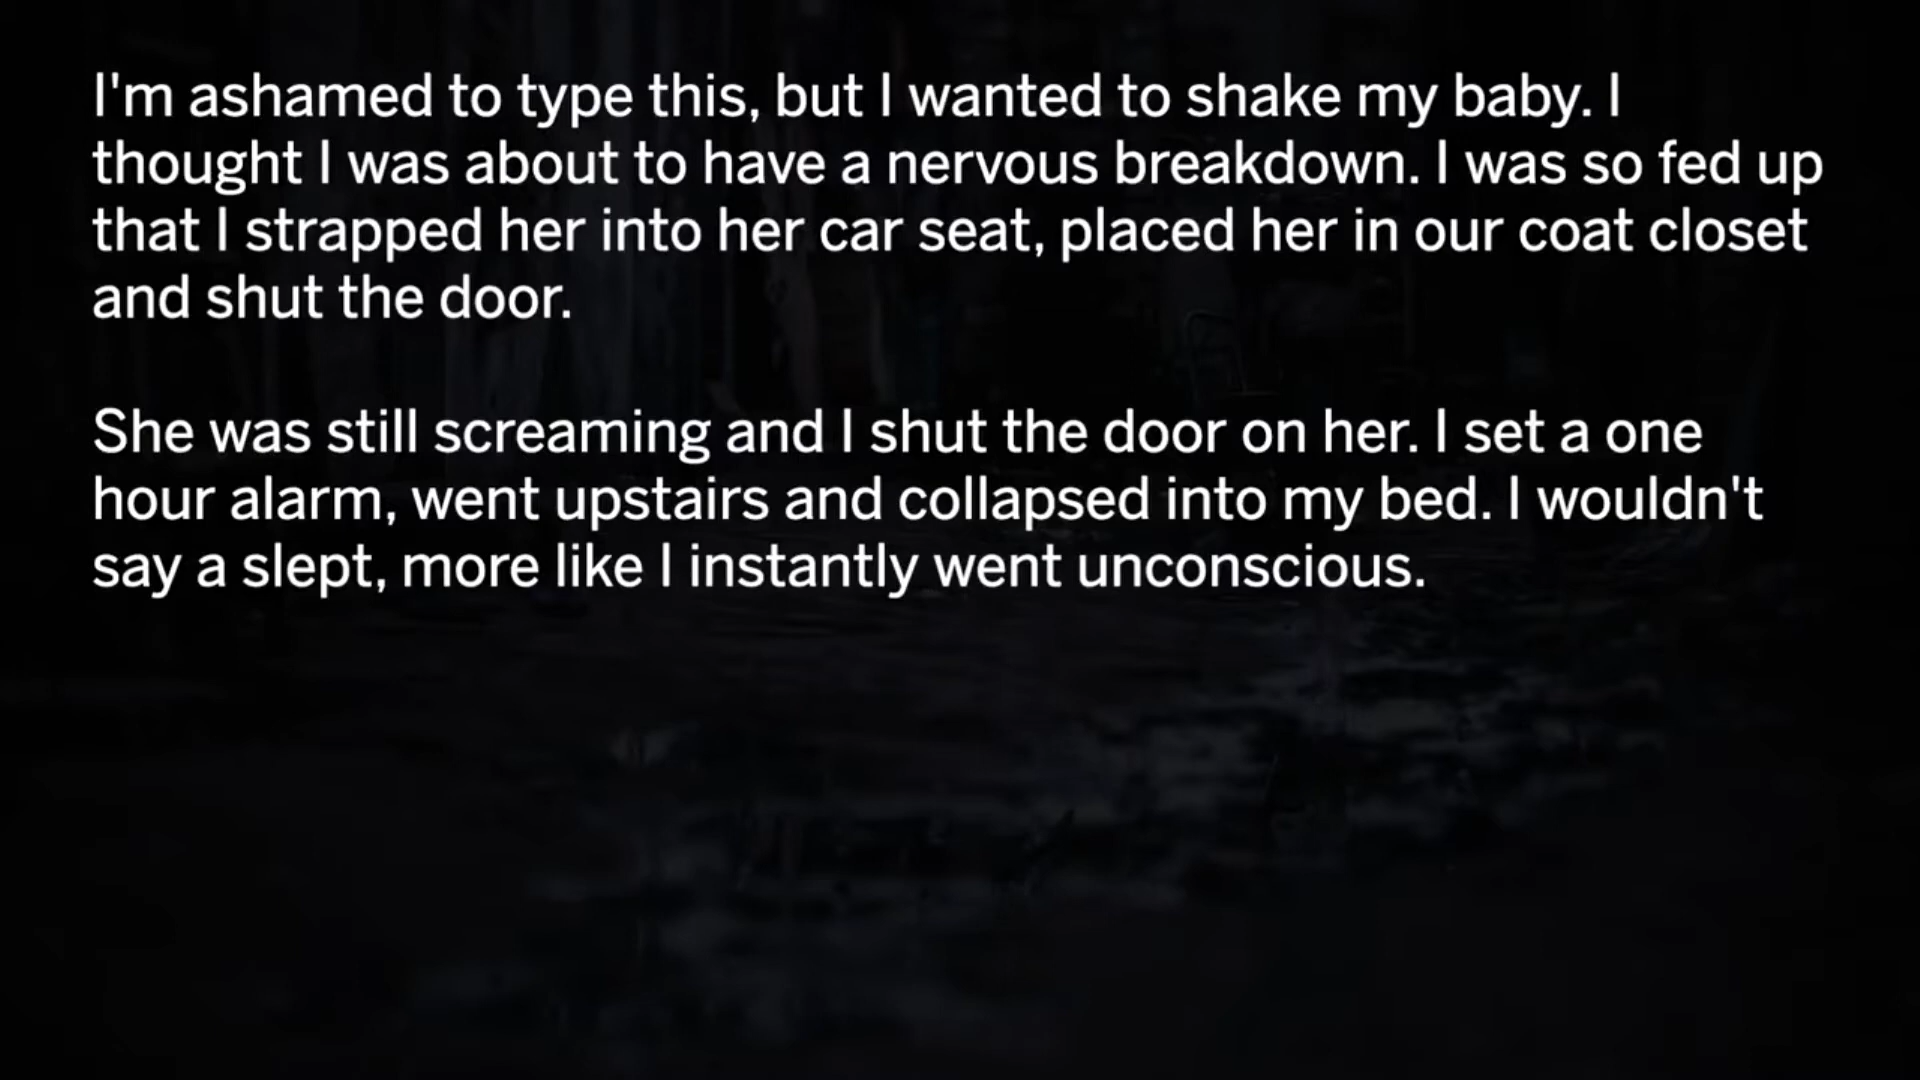 I'm ashamed to type this, but I wanted to shake my baby. I
thought I was about to have a nervous breakdown. I was so fed up
that I strapped her into her car seat, placed her in our coat closet
and shut the door.
She was still screaming and I shut the door on her. I set a one
hour alarm, went upstairs and collapsed into my bed. I wouldn't
say a slept, more like I instantly went unconscious.